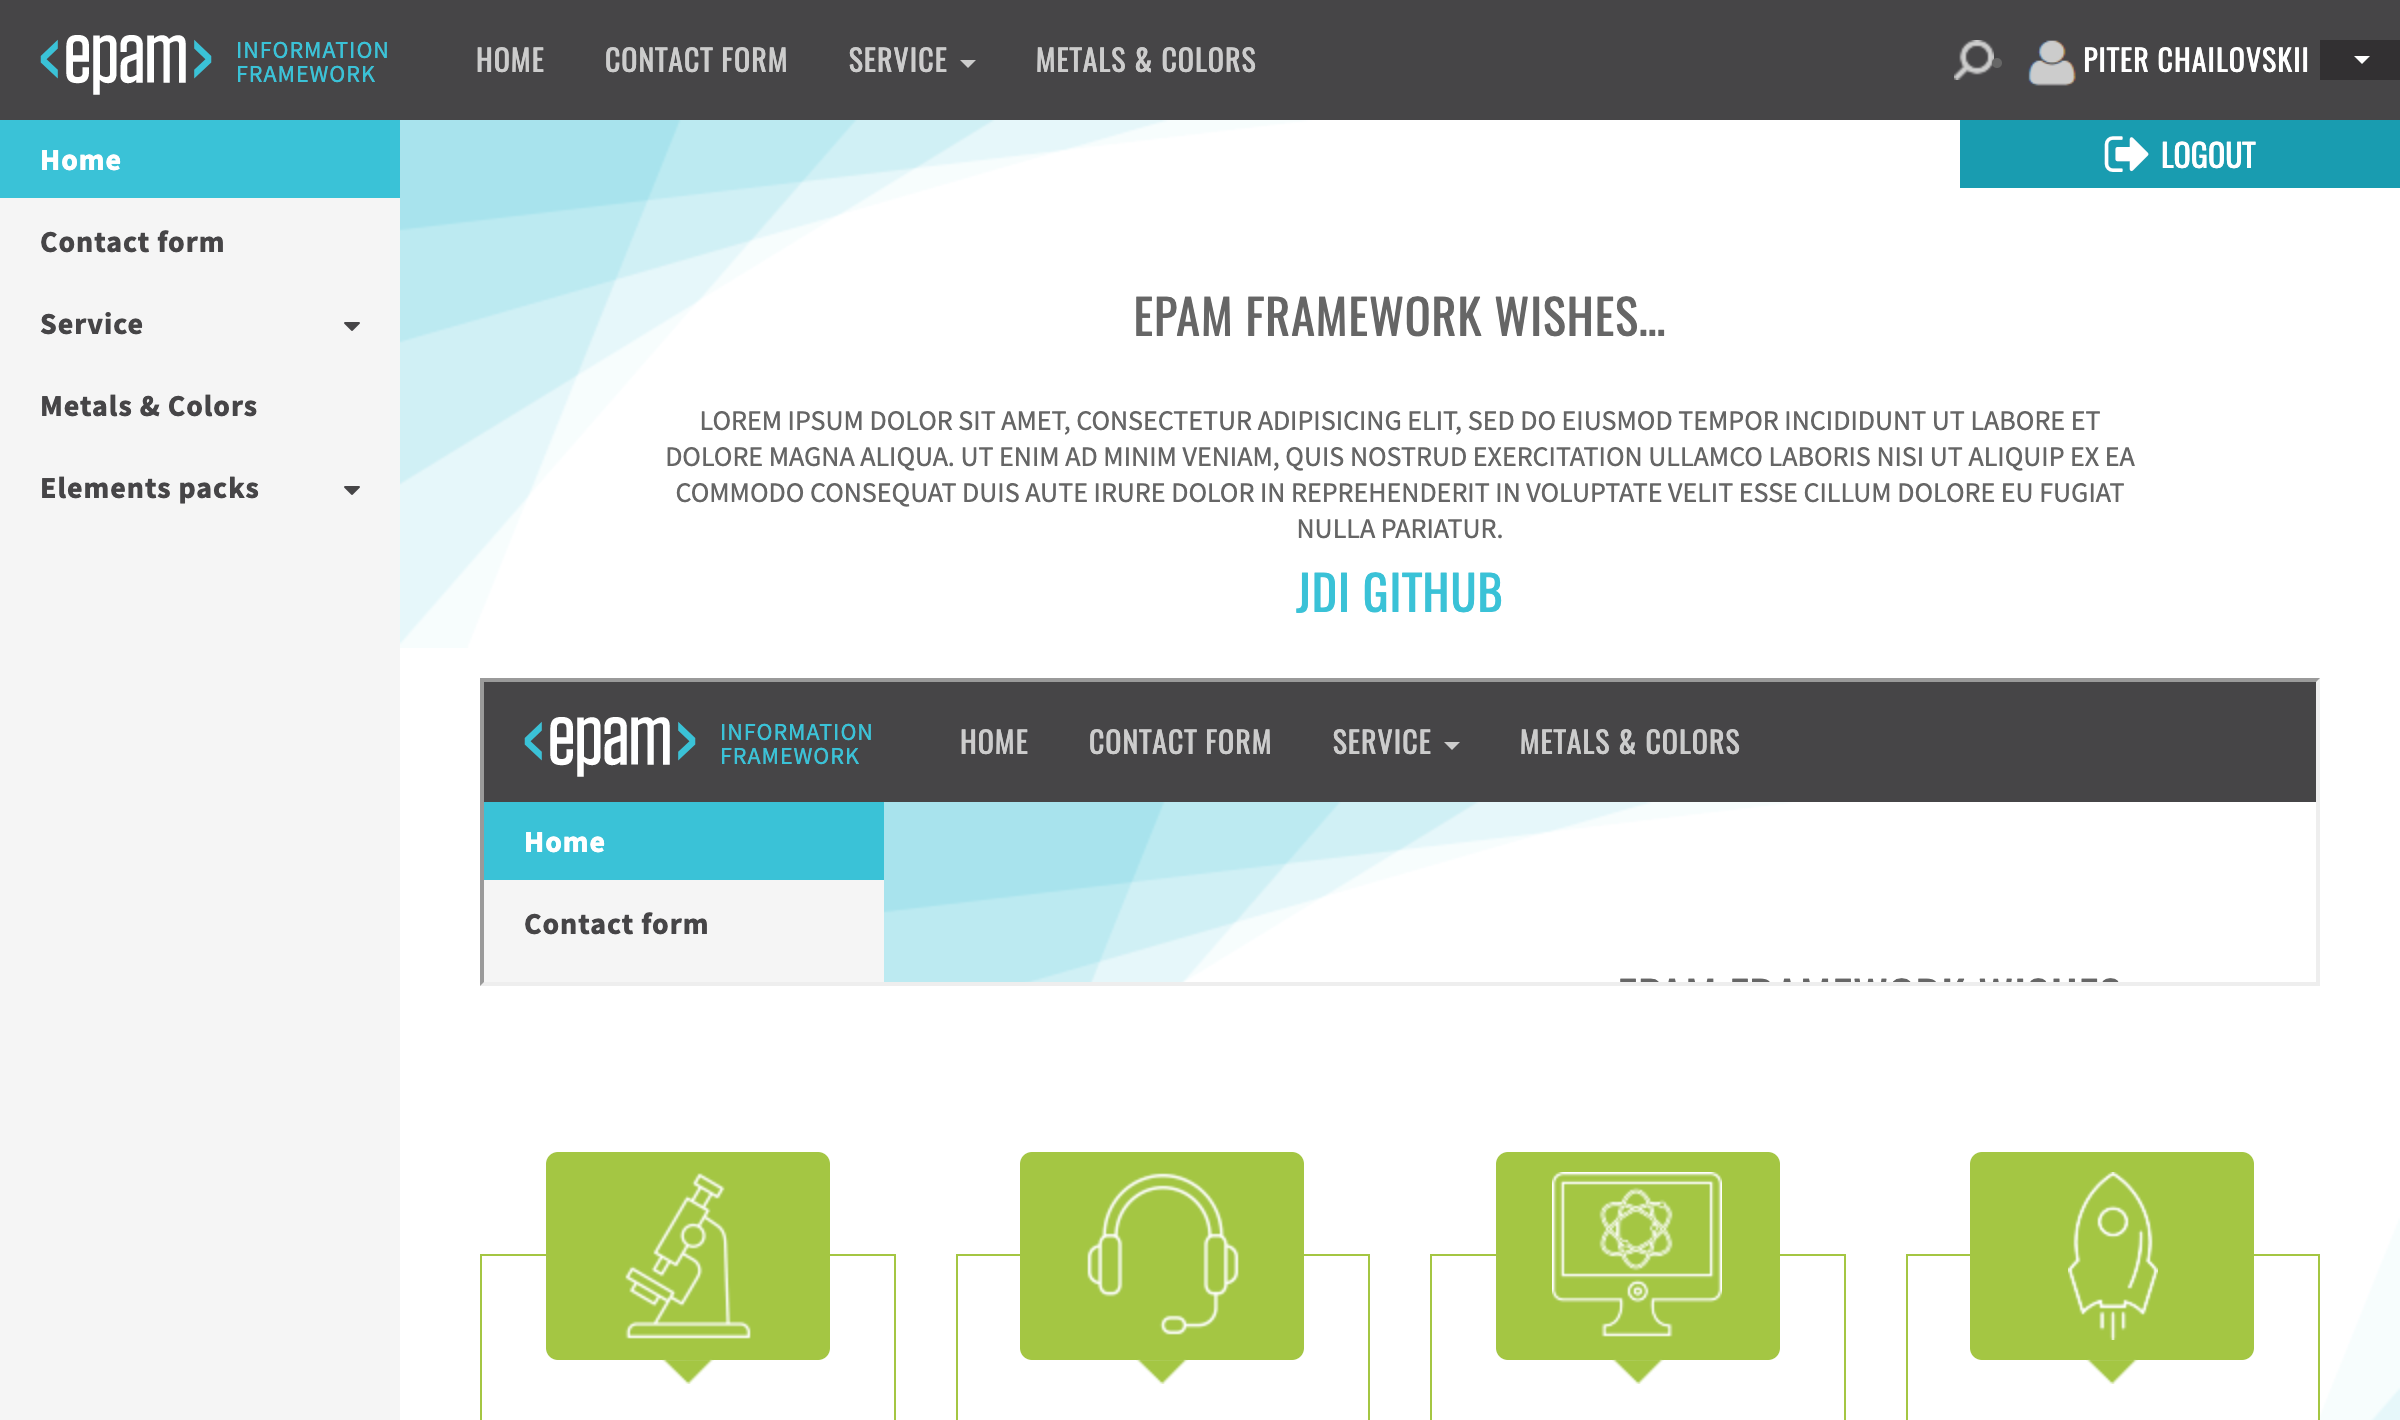 <epam> INFORMATION
FRAMEWORK
HOME CONTACT FORM SERVICE METALS & COLORS
PITER CHAILOVSKII
LOGOUT
Home
Contact form
Service
Metals & Colors
Elements packs
EPAM FRAMEWORK WISHES...
LOREM IPSUM DOLOR SIT AMET, CONSECTETUR ADIPISICING ELIT, SED DO EIUSMOD TEMPOR INCIDIDUNT UT LABORE ET
DOLORE MAGNA ALIQUA. UT ENIM AD MINIM VENIAM, QUIS NOSTRUD EXERCITATION ULLAMCO LABORIS NISI UT ALIQUIP EX EA
COMMODO CONSEQUAT DUIS AUTE IRURE DOLOR IN REPREHENDERIT IN VOLUPTATE VELIT ESSE CILLUM DOLORE EU FUGIAT
NULLA PARIATUR.
JDI GITHUB
<epam> INFORMATION
FRAMEWORK
HOME CONTACT FORM SERVICE METALS & COLORS
Home
Contact form